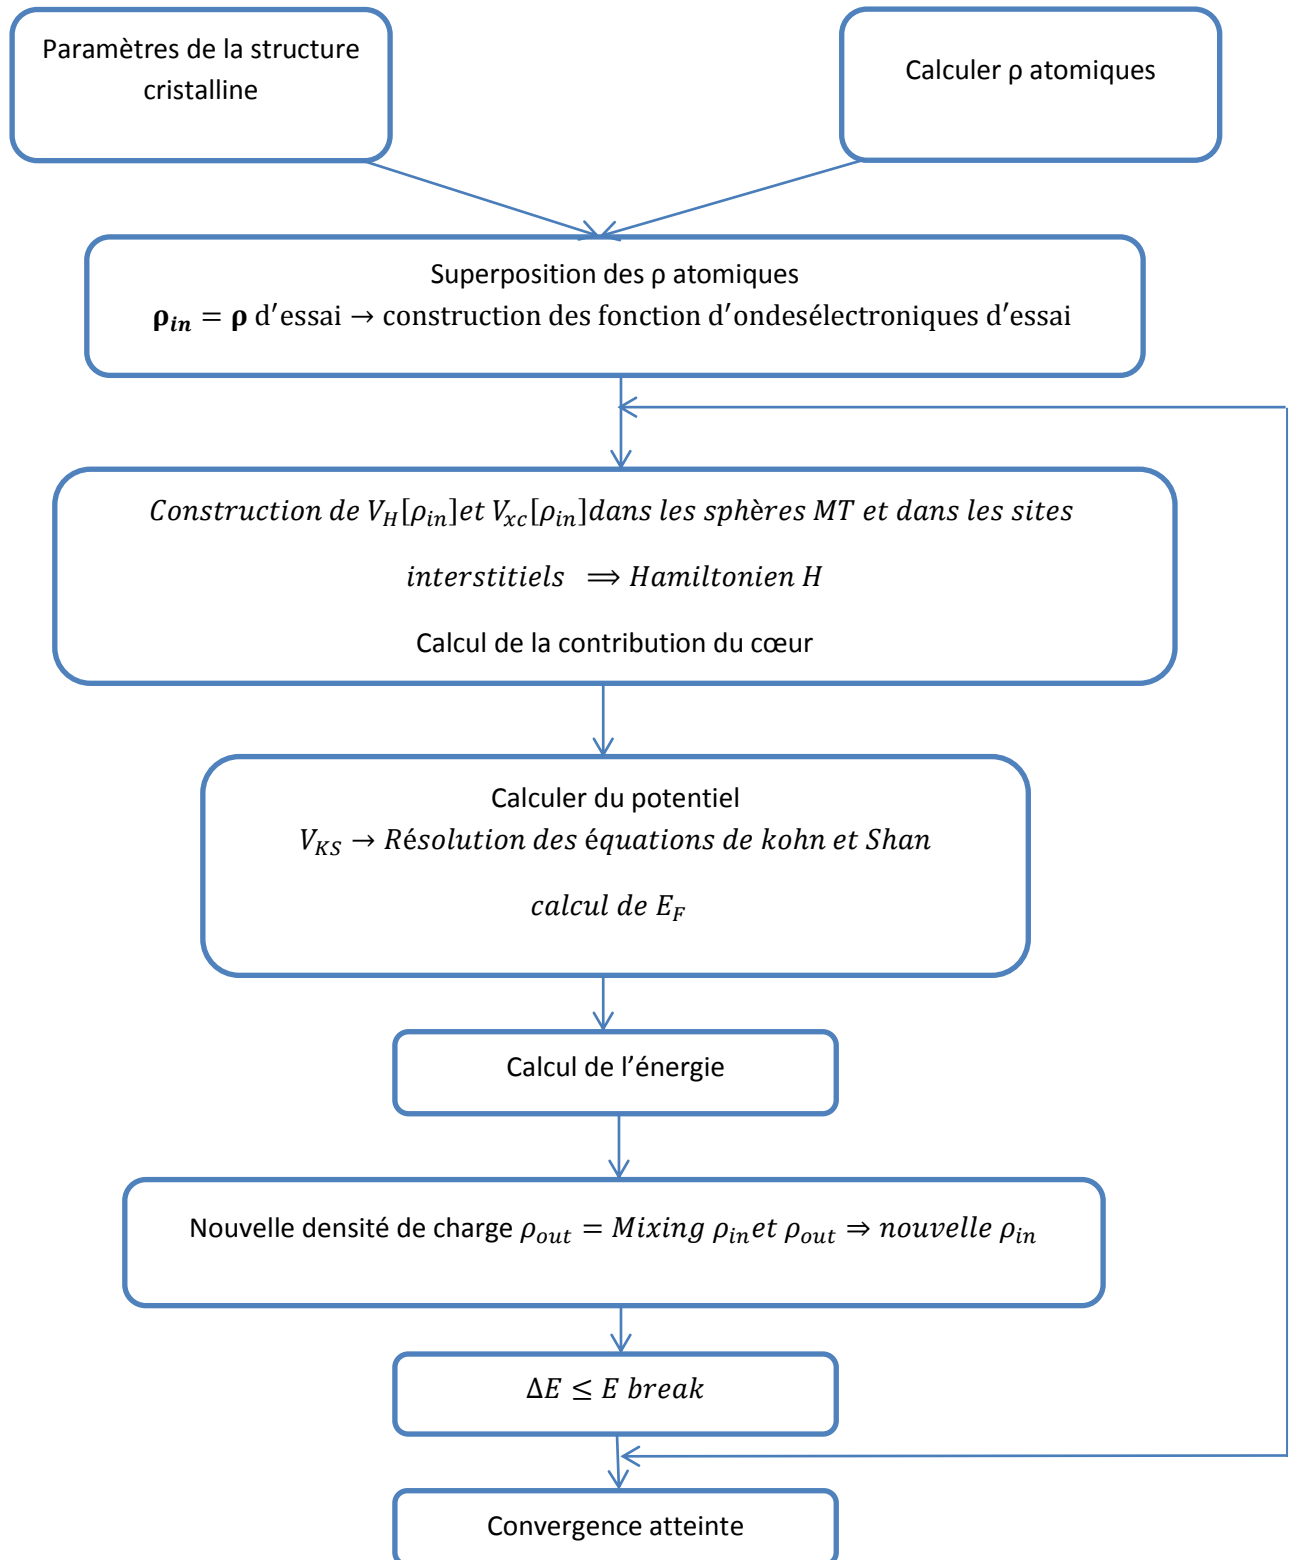 Paramètres de la structure
cristalline
Calculer ρ atomiques
Superposition des ρ atomiques
ρ_in = ρ d′essai → construction des fonction d′ondesélectroniques d′essai
Construction de V_H[ρ_in]et V_xc[ρ_in]dans les sphères MT et dans les sites
interstitiels ⟹ Hamiltonien H
Calcul de la contribution du cœur
Calculer du potentiel
V_KS → Résolution des équations de kohn et Shan
calcul de E_F
Calcul de l’énergie
Nouvelle densité de charge ρ_out = Mixing ρ_in et ρ_out ⇒ nouvelle ρ_in
ΔE ≤ E break
Convergence atteinte